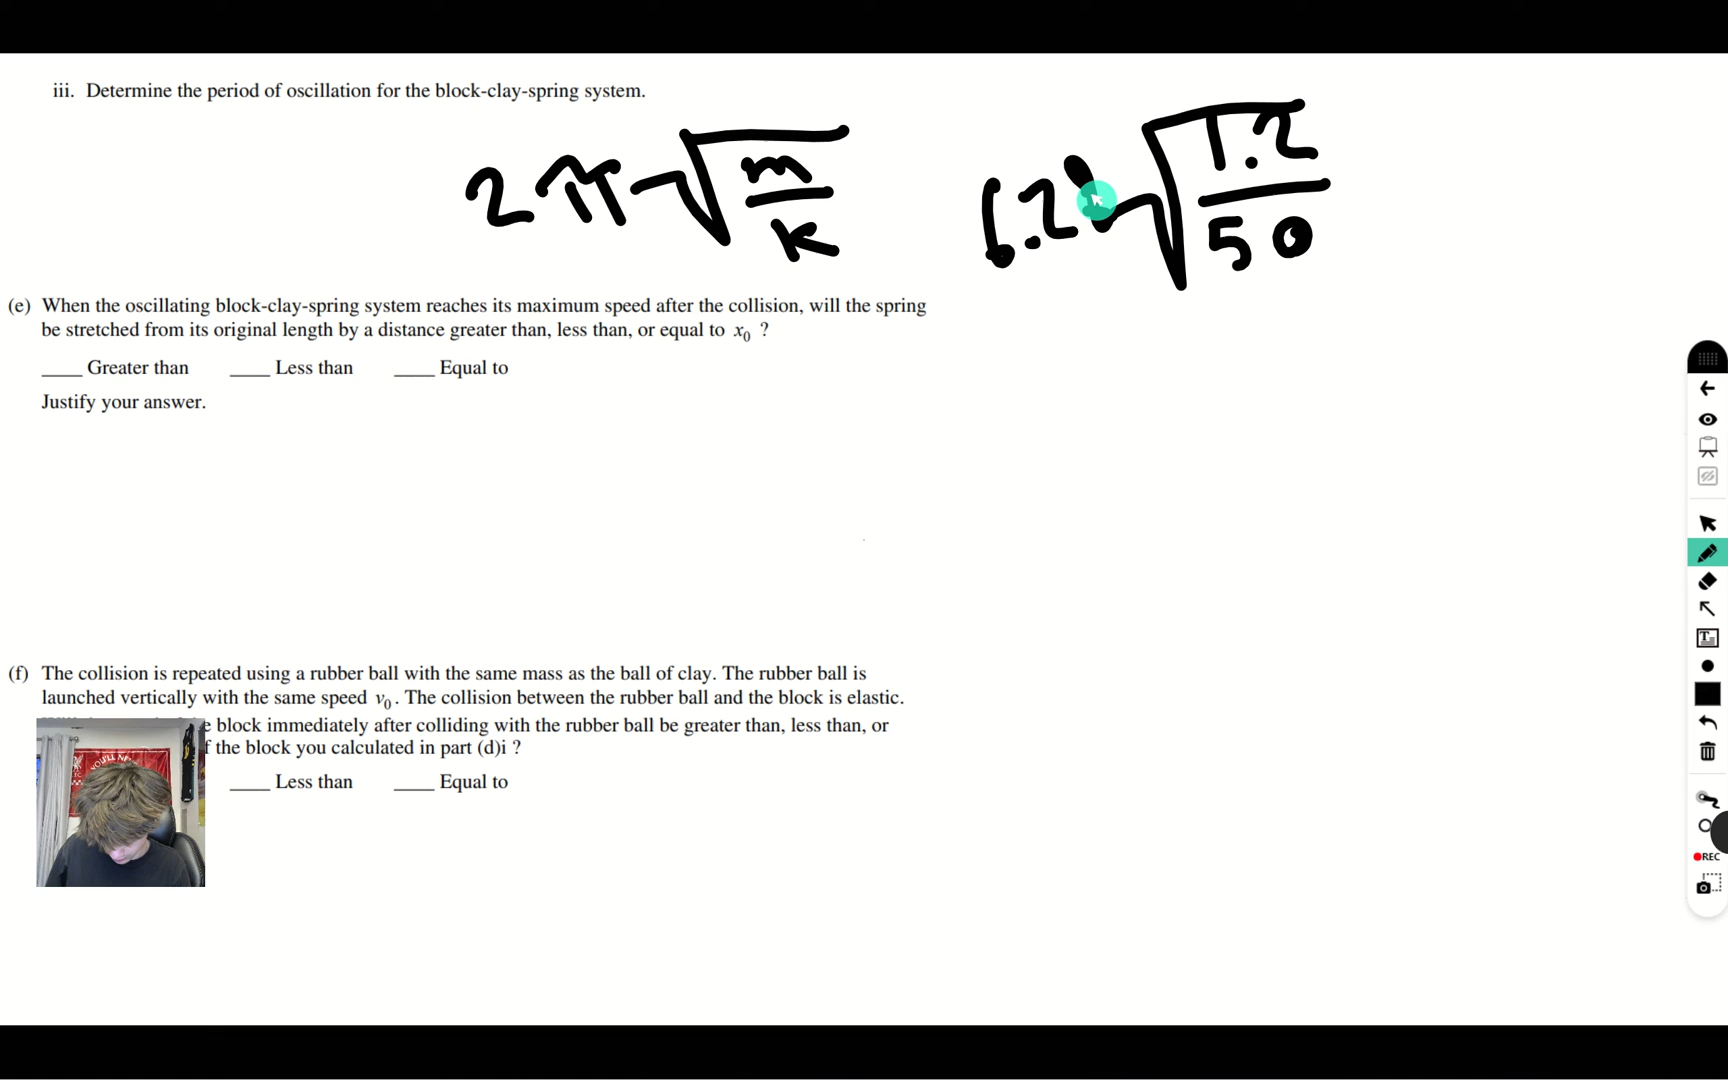 iii. Determine the period of oscillation for the block-clay-spring system.
2π√m/k 6.28√1.2/50
(e) When the oscillating block-clay-spring system reaches its maximum speed after the collision, will the spring
be stretched from its original length by a distance greater than, less than, or equal to x₀ ?
____ Greater than ____ Less than ____ Equal to
Justify your answer.
(f) The collision is repeated using a rubber ball with the same mass as the ball of clay. The rubber ball is
launched vertically with the same speed v₀. The collision between the rubber ball and the block is elastic.
block immediately after colliding with the rubber ball be greater than, less than, or
the block you calculated in part (d)i ?
____ Less than ____ Equal to
YOU'LL NE
REC